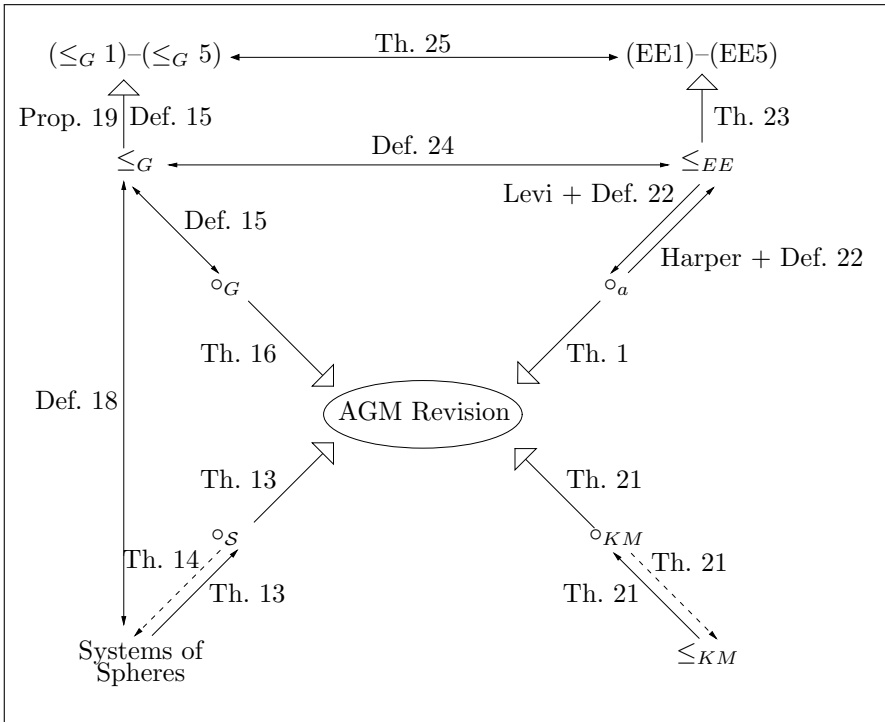 (≤G 1)–(≤G 5)
Th. 25
(EE1)–(EE5)
Prop. 19
Def. 15
Th. 23
≤G
Def. 24
≤EE
Levi + Def. 22
Def. 15
Harper + Def. 22
∘G
∘a
Th. 16
Th. 1
Def. 18
AGM Revision
Th. 13
Th. 21
∘S
∘KM
Th. 14
Th. 21
Th. 13
Th. 21
Systems of
Spheres
≤KM